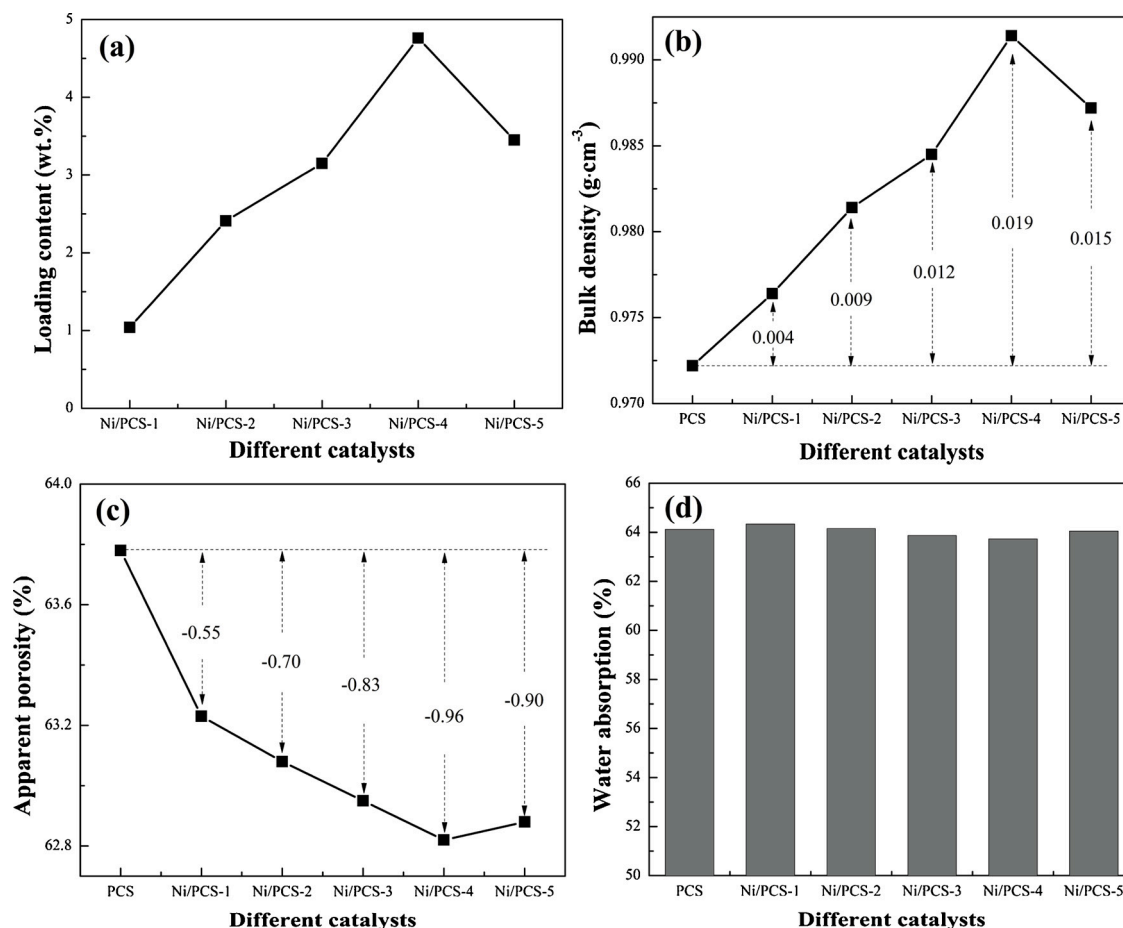 (a)
Loading content (wt.%)
5
4
3
2
1
0
Ni/PCS-1 Ni/PCS-2 Ni/PCS-3 Ni/PCS-4 Ni/PCS-5
Different catalysts
(b)
Bulk density (g·cm⁻³)
0.990
0.985
0.980
0.975
0.970
0.004
0.009
0.012
0.019
0.015
PCS Ni/PCS-1 Ni/PCS-2 Ni/PCS-3 Ni/PCS-4 Ni/PCS-5
Different catalysts
(c)
Apparent porosity (%)
64.0
63.6
63.2
62.8
-0.55
-0.70
-0.83
-0.96
-0.90
PCS Ni/PCS-1 Ni/PCS-2 Ni/PCS-3 Ni/PCS-4 Ni/PCS-5
Different catalysts
(d)
Water absorption (%)
66
64
62
60
58
56
54
52
50
PCS Ni/PCS-1 Ni/PCS-2 Ni/PCS-3 Ni/PCS-4 Ni/PCS-5
Different catalysts